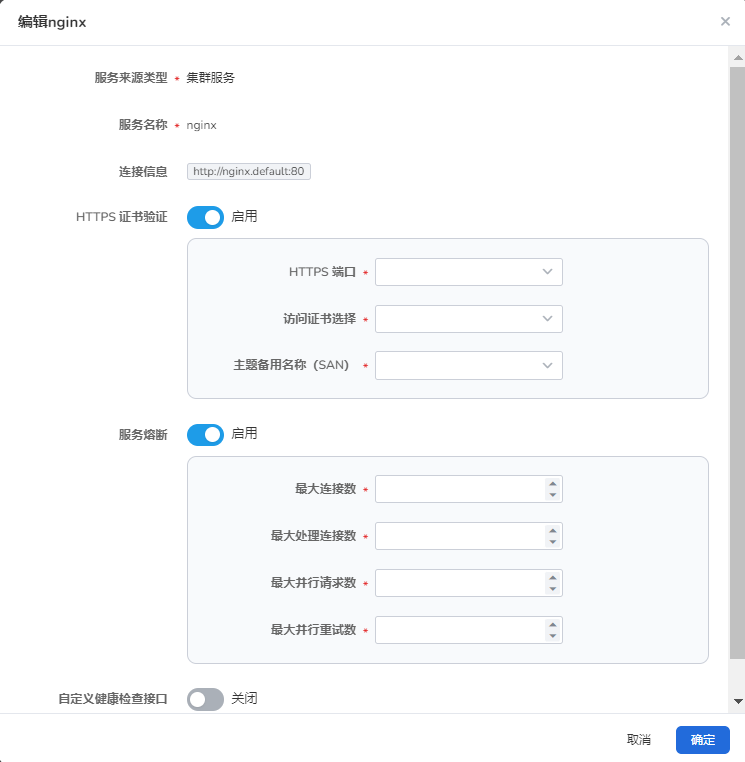 编辑nginx
服务来源类型 * 集群服务
服务名称 * nginx
连接信息 http://nginx.default:80
HTTPS 证书验证 启用
HTTPS 端口 *
访问证书选择 *
主题备用名称（SAN） *
服务熔断 启用
最大连接数 *
最大处理连接数 *
最大并行请求数 *
最大并行重试数 *
自定义健康检查接口 关闭
取消 确定